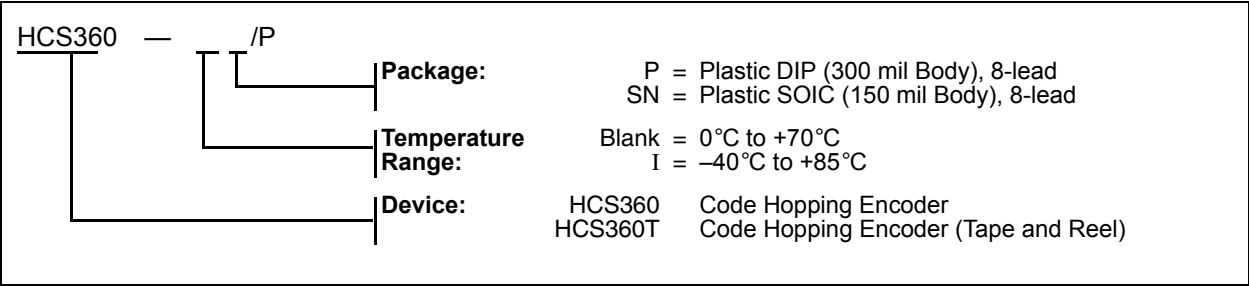 HCS360 — /P
Package: P = Plastic DIP (300 mil Body), 8-lead
SN = Plastic SOIC (150 mil Body), 8-lead
Temperature Blank = 0°C to +70°C
Range: I = –40°C to +85°C
Device: HCS360 Code Hopping Encoder
HCS360T Code Hopping Encoder (Tape and Reel)